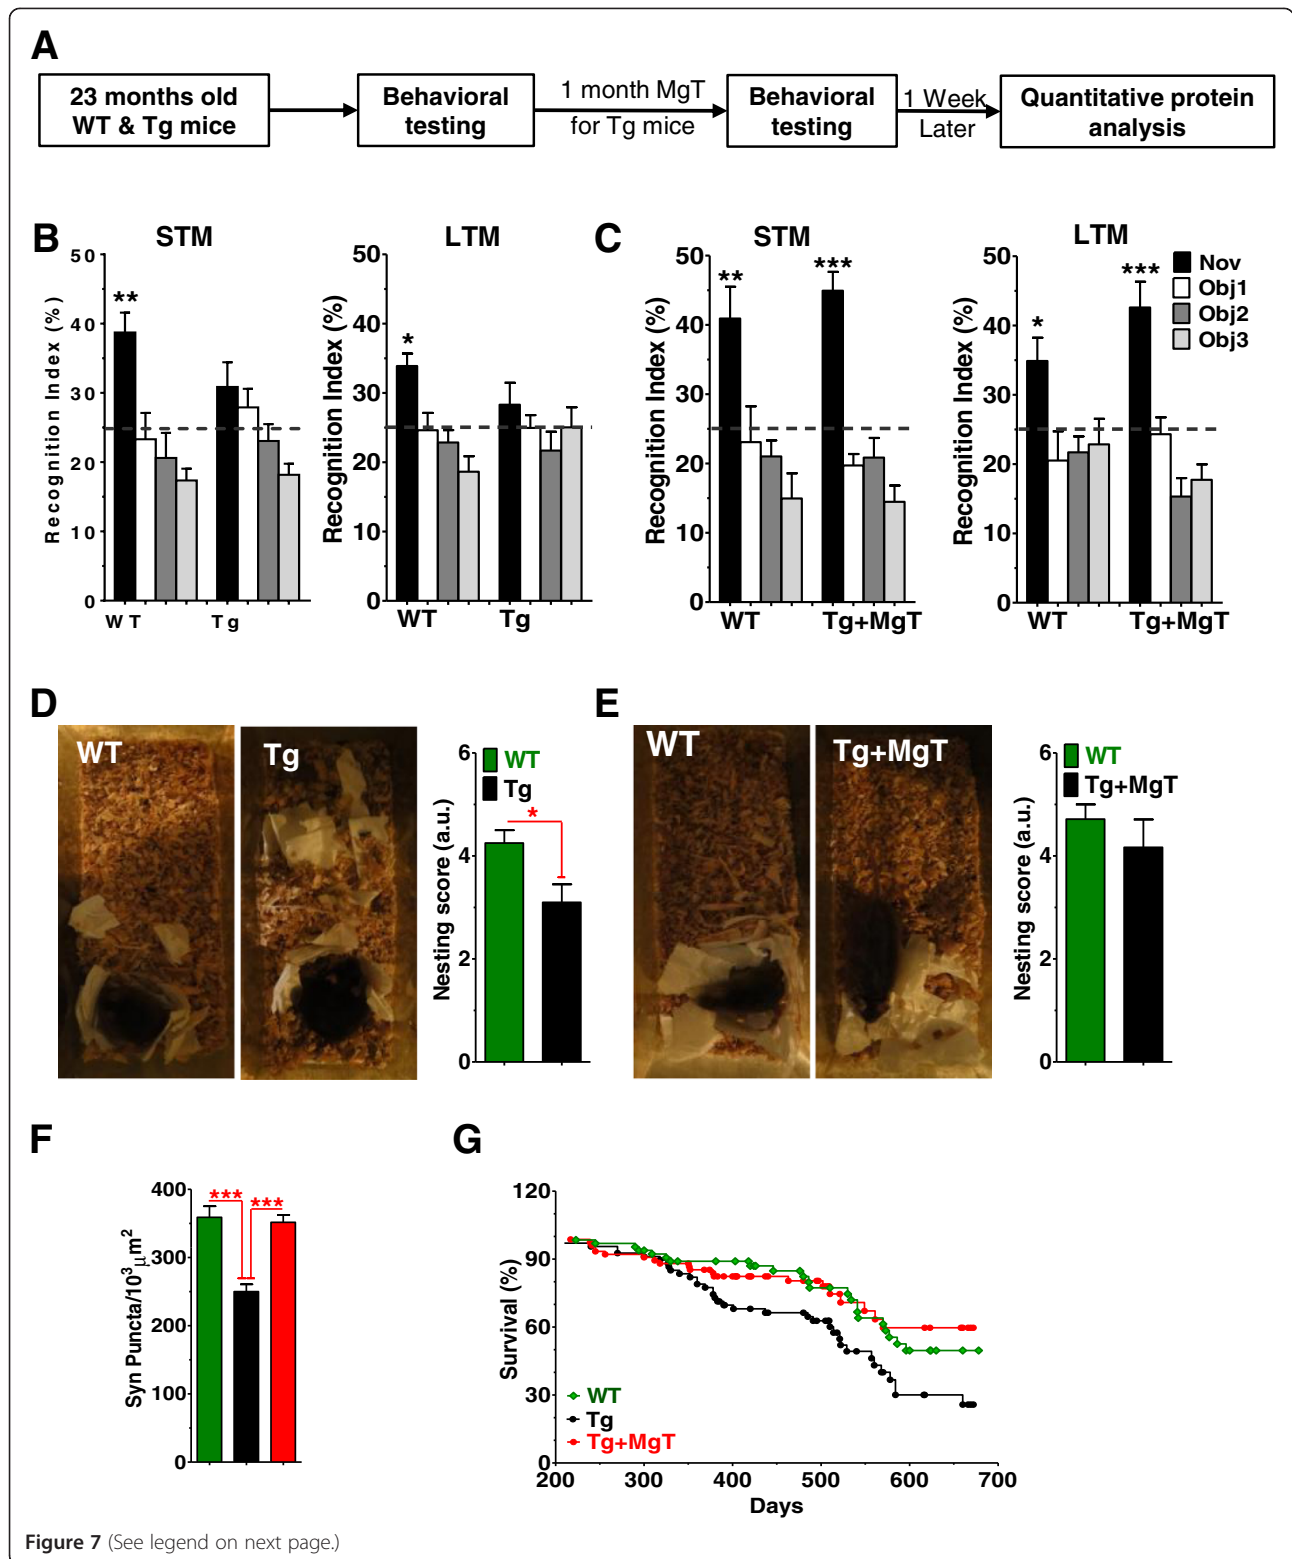 A
23 months old
WT & Tg mice
Behavioral
testing
1 month MgT
for Tg mice
Behavioral
testing
1 Week
Later
Quantitative protein
analysis
B
STM
Recognition Index (%)
50
40
30
20
10
0
**
WT
Tg
LTM
Recognition Index (%)
50
40
30
20
10
0
*
WT
Tg
C
STM
Recognition Index (%)
50
40
30
20
10
0
**
***
WT
Tg+MgT
LTM
Recognition Index (%)
50
40
30
20
10
0
*
***
WT
Tg+MgT
Nov
Obj1
Obj2
Obj3
D
WT
Tg
Nesting score (a.u.)
6
4
2
0
WT
Tg
*
E
WT
Tg+MgT
Nesting score (a.u.)
6
4
2
0
WT
Tg+MgT
F
Syn Puncta/10³μm²
400
300
200
100
0
***
***
G
Survival (%)
120
90
60
30
0
WT
Tg
Tg+MgT
200
300
400
500
600
700
Days
Figure 7 (See legend on next page.)